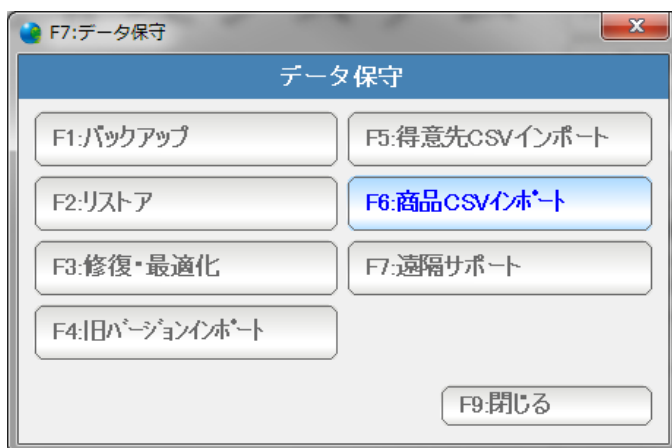 F7:データ保守
データ保守
F1:バックアップ
F2:リストア
F3:修復・最適化
F4:旧ﾊﾞｰｼﾞｮﾝｲﾝﾎﾟｰﾄ
F5:得意先CSVインポート
F6:商品CSVｲﾝﾎﾟｰﾄ
F7:遠隔サポート
F9:閉じる